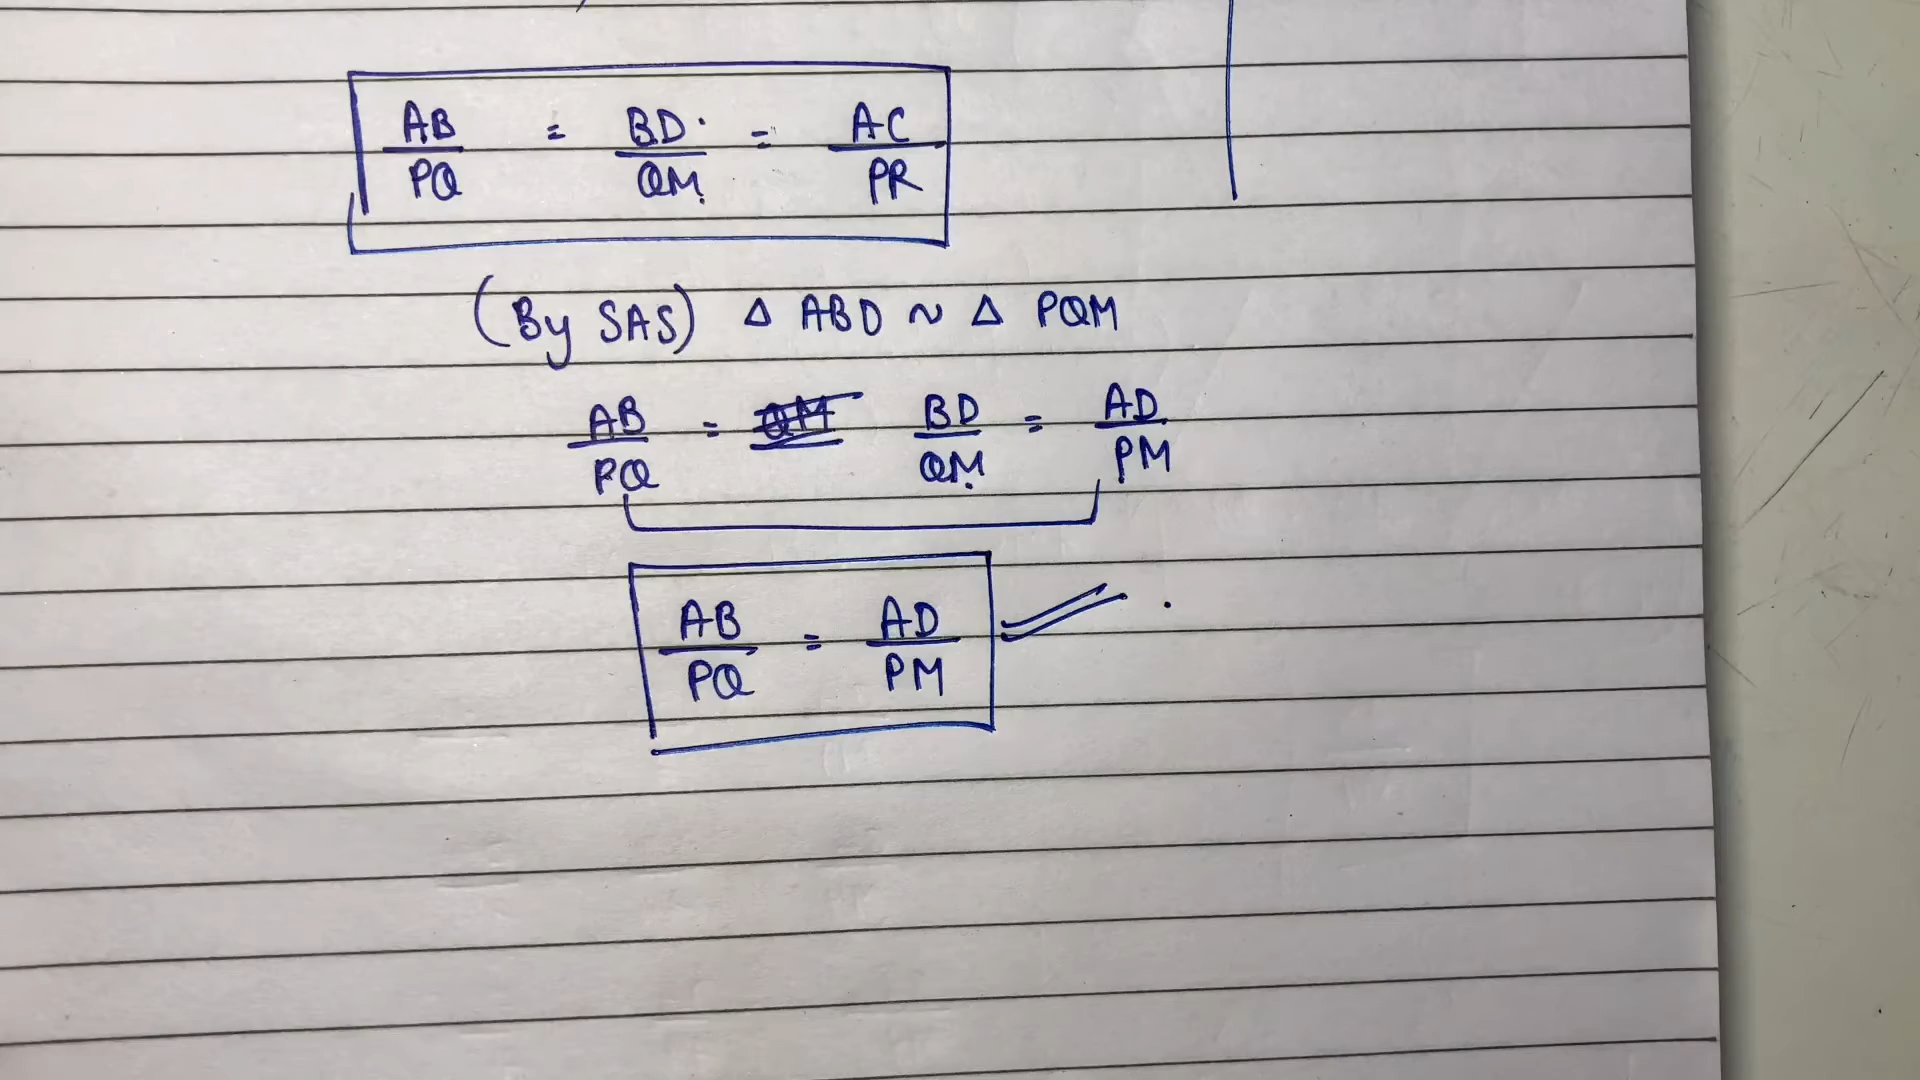 AB/PQ = BD/QM = AC/PR
(By SAS) Δ ABD ~ Δ PQM
AB/PQ = BD/QM = AD/PM
AB/PQ = AD/PM